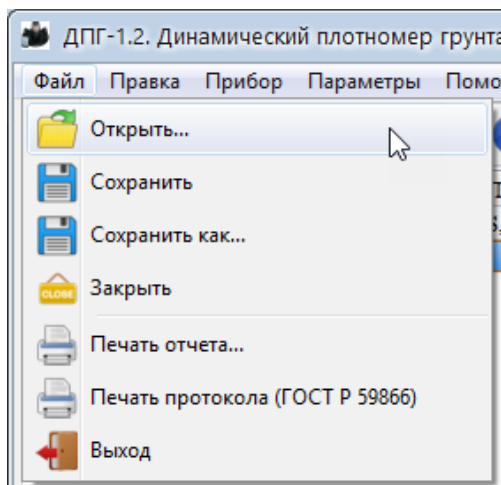 ДПГ-1.2. Динамический плотномер грунта
Файл Правка Прибор Параметры
Открыть...
Сохранить
Сохранить как...
CLOSE Закрыть
Печать отчета...
Печать протокола (ГОСТ Р 59866)
Выход